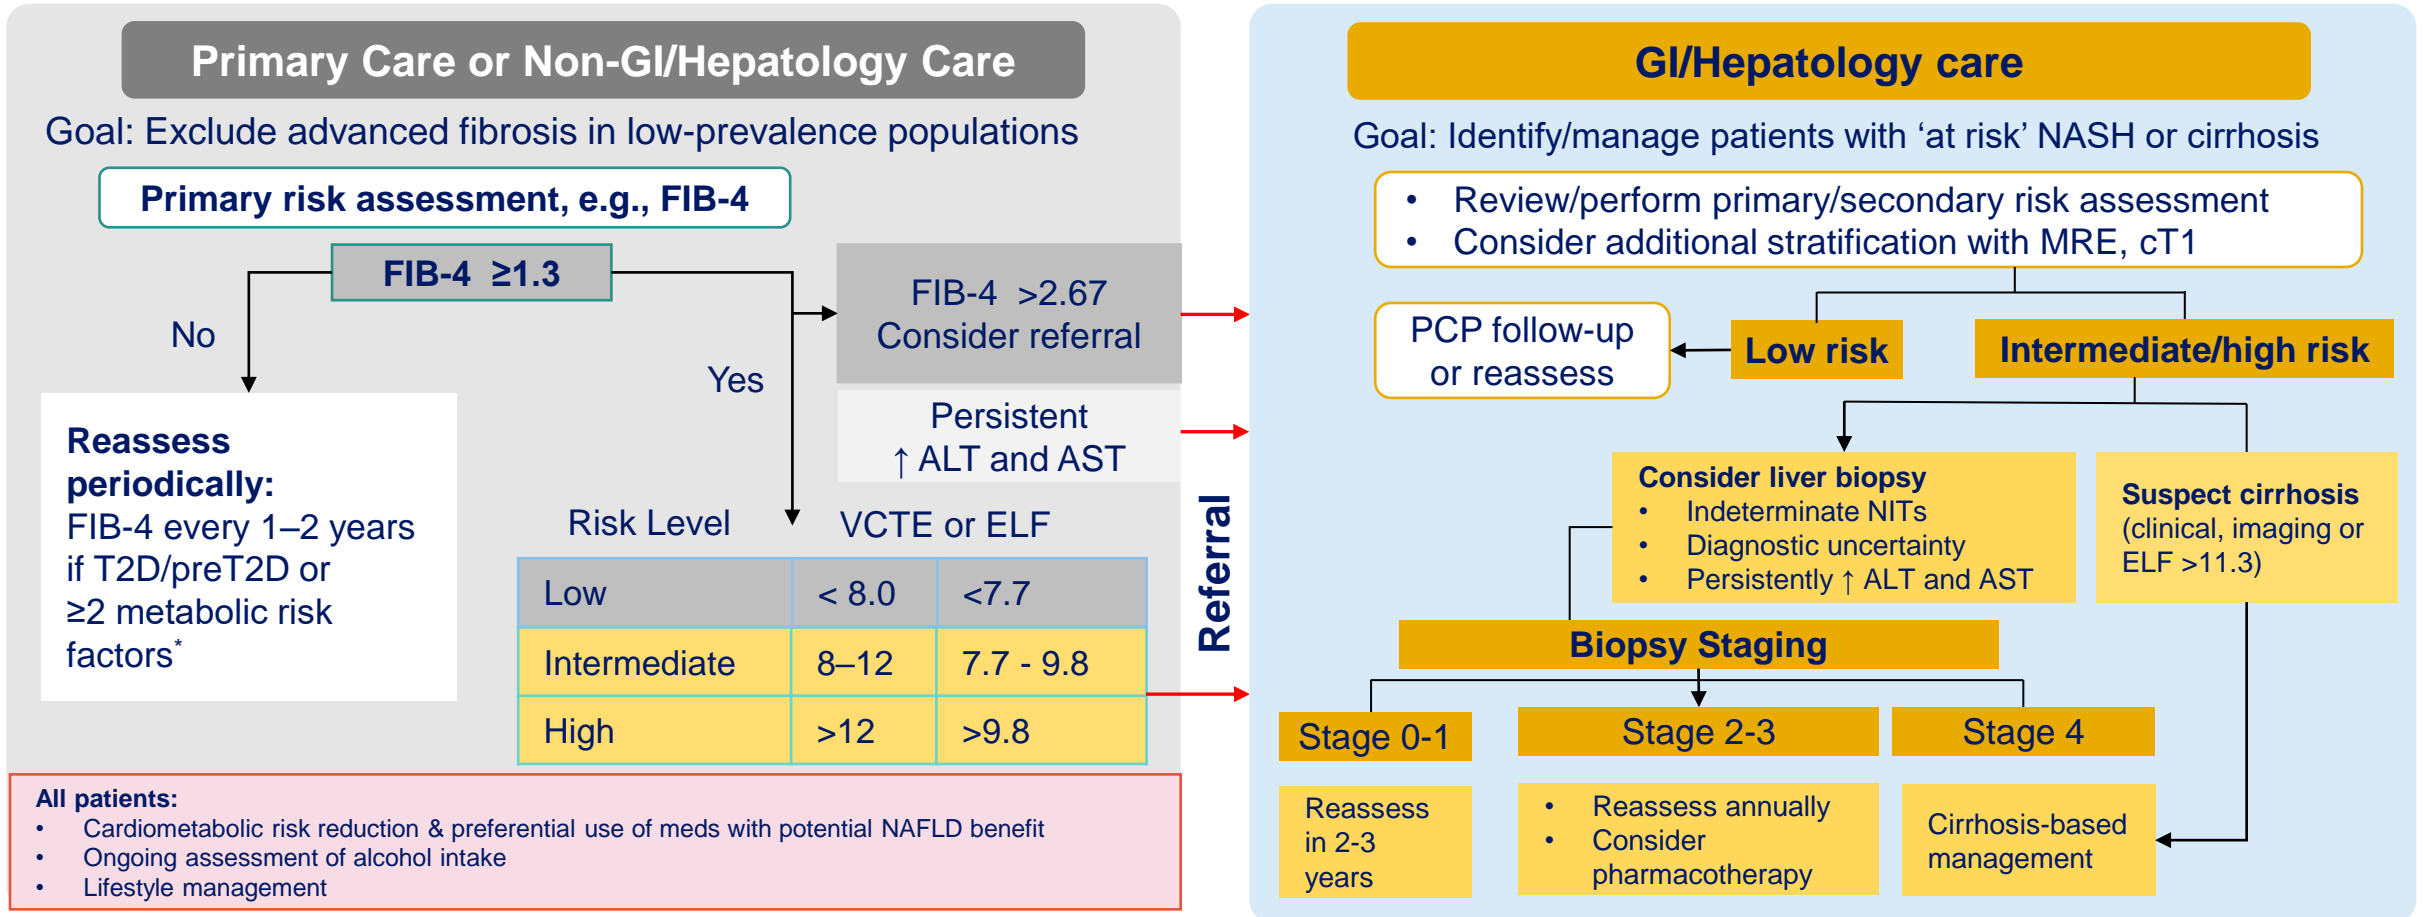 Primary Care or Non-GI/Hepatology Care
Goal: Exclude advanced fibrosis in low-prevalence populations
Primary risk assessment, e.g., FIB-4
FIB-4 ≥1.3
No
Yes
FIB-4 >2.67
Consider referral
Persistent
↑ ALT and AST
Reassess
periodically:
FIB-4 every 1–2 years
if T2D/preT2D or
≥2 metabolic risk
factors*
Risk Level VCTE or ELF
Low < 8.0 <7.7
Intermediate 8–12 7.7 - 9.8
High >12 >9.8
All patients:
• Cardiometabolic risk reduction & preferential use of meds with potential NAFLD benefit
• Ongoing assessment of alcohol intake
• Lifestyle management
Referral
GI/Hepatology care
Goal: Identify/manage patients with ‘at risk’ NASH or cirrhosis
• Review/perform primary/secondary risk assessment
• Consider additional stratification with MRE, cT1
PCP follow-up
or reassess
Low risk
Intermediate/high risk
Consider liver biopsy
• Indeterminate NITs
• Diagnostic uncertainty
• Persistently ↑ ALT and AST
Suspect cirrhosis
(clinical, imaging or
ELF >11.3)
Biopsy Staging
Stage 0-1
Stage 2-3
Stage 4
Reassess
in 2-3
years
• Reassess annually
• Consider
pharmacotherapy
Cirrhosis-based
management